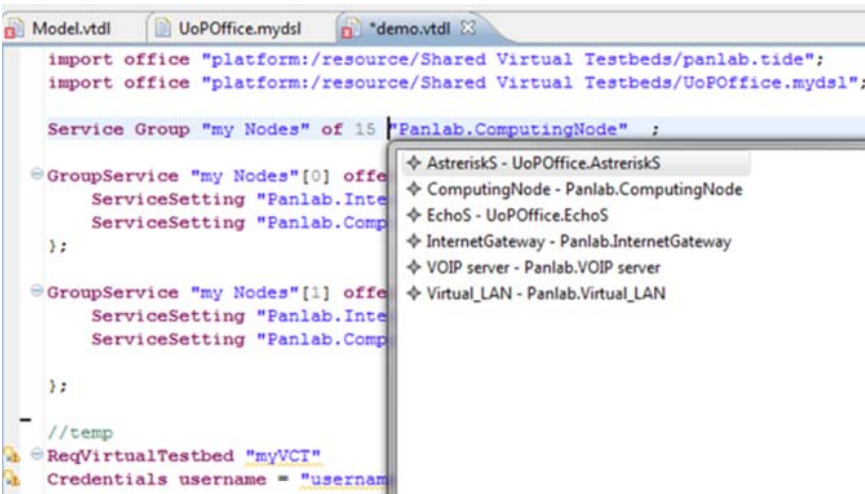 Model.vtdl UoPOffice.mydsl *demo.vtdl
import office "platform:/resource/Shared Virtual Testbeds/panlab.tide";
import office "platform:/resource/Shared Virtual Testbeds/UoPOffice.mydsl";
Service Group "my Nodes" of 15 "Panlab.ComputingNode" ;
AstreriskS - UoPOffice.AstreriskS
ComputingNode - Panlab.ComputingNode
EchoS - UoPOffice.EchoS
InternetGateway - Panlab.InternetGateway
VOIP server - Panlab.VOIP server
Virtual_LAN - Panlab.Virtual_LAN
GroupService "my Nodes"[0] offe
ServiceSetting "Panlab.Inte
ServiceSetting "Panlab.Comp
};
GroupService "my Nodes"[1] offe
ServiceSetting "Panlab.Inte
ServiceSetting "Panlab.Comp
};
//temp
ReqVirtualTestbed "myVCT"
Credentials username = "usernam